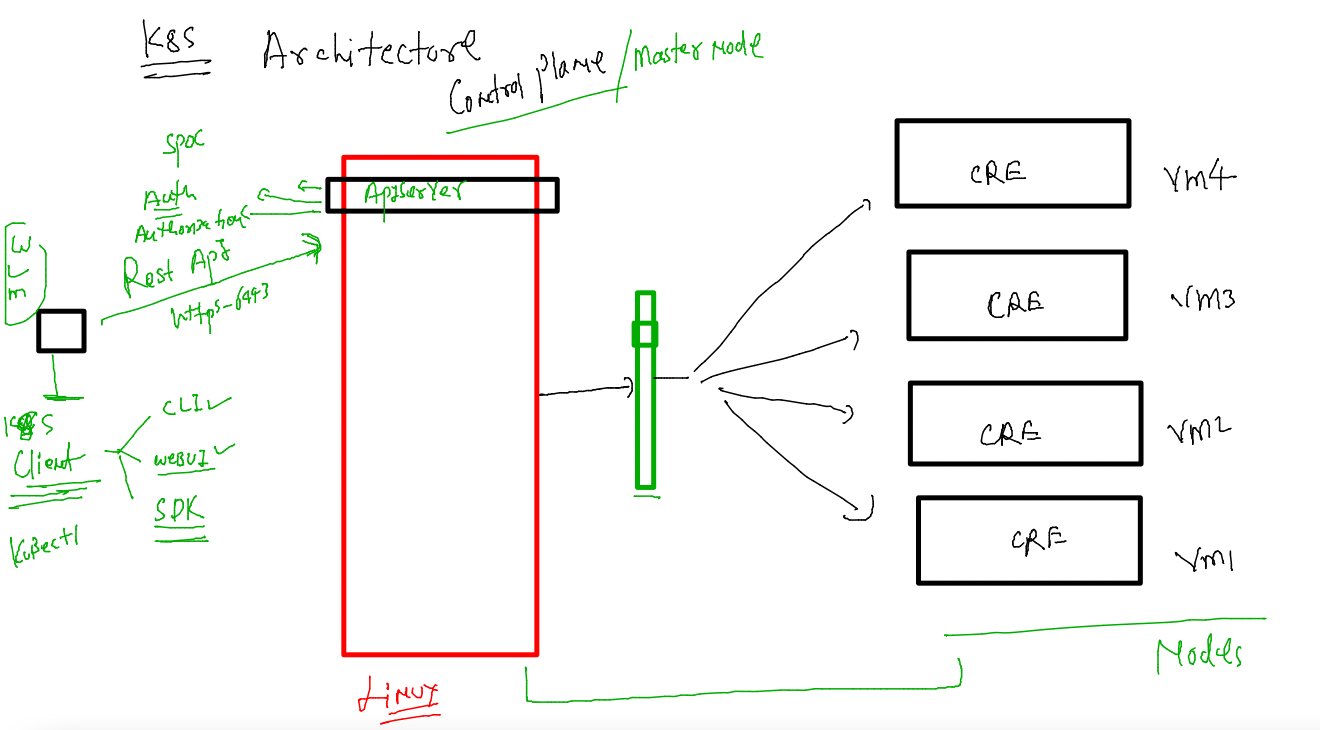 K8S Architecture
Control plane / Master node
SPOC
Auth
Authorization
Rest API
https-6443
W
L
M
K8S
Client
Kubectl
CLI
WEBUI
SDK
ApiServer
Linux
CRE
VM4
CRE
VM3
CRE
VM2
CRE
VM1
Nodes